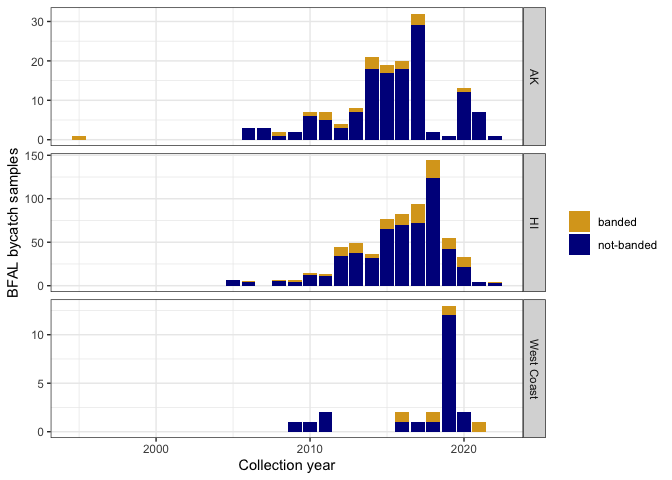 30
20
10
0
AK
150
100
50
0
HI
10
5
0
West Coast
2000
2010
2020
Collection year
BFAL bycatch samples
banded
not-banded